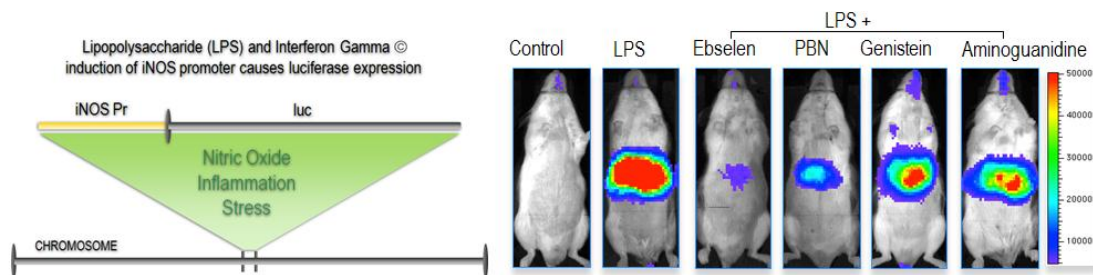 Lipopolysaccharide (LPS) and Interferon Gamma ©
induction of iNOS promoter causes luciferase expression
iNOS Pr
luc
Nitric Oxide
Inflammation
Stress
CHROMOSOME
LPS +
Control
LPS
Ebselen
PBN
Genistein
Aminoguanidine
50000
40000
30000
20000
10000